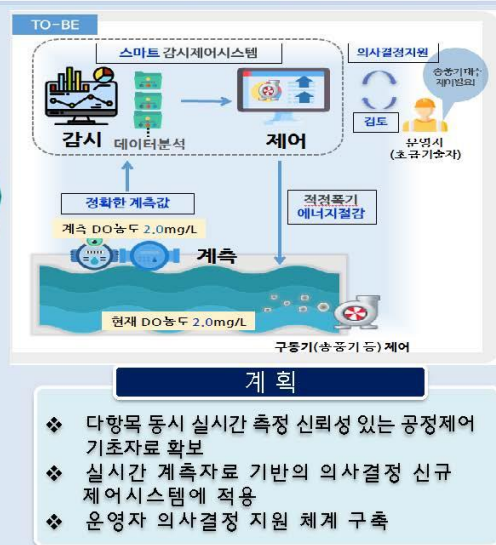 TO-BE
스마트 감시제어시스템
의사결정지원
송풍기대수
제어필요!
검토
감시
데이터분석
제어
운영자
(초급기술자)
정확한 계측값
적정폭기
에너지절감
계측 DO농도 2.0mg/L
계측
현재 DO농도 2.0mg/L
구동기(송풍기 등) 제어
계 획
❖ 다항목 동시 실시간 측정 신뢰성 있는 공정제어
기초자료 확보
❖ 실시간 계측자료 기반의 의사결정 신규
제어시스템에 적용
❖ 운영자 의사결정 지원 체계 구축